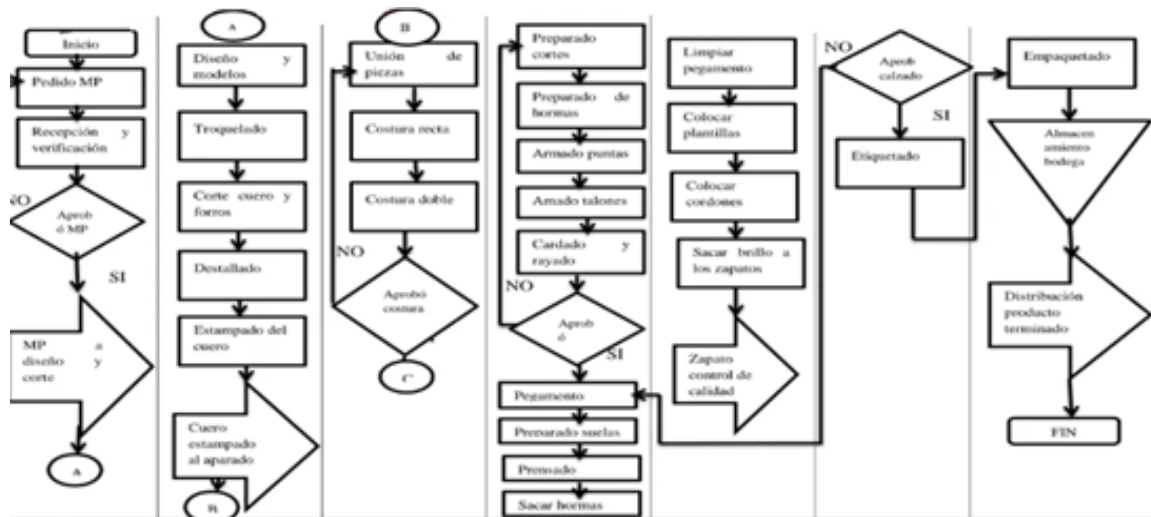 Inicio
Pedido MP
Recepción y
verificación
NO
Aprob
ó MP
SI
MP a
diseño y
corte
A
A
Diseño y
modelos
Troquelado
Corte cuero y
forros
Destallado
Estampado del
cuero
Cuero
estampado
al aparado
B
B
Unión de
piezas
Costura recta
Costura doble
NO
Aprobó
costura
C
Preparado
cortes
Preparado de
hormas
Armado puntas
Amado talones
Cardado y
rayado
NO
Aprob
ó
SI
Pegamento
Preparado suelas
Prensado
Sacar hormas
Limpiar
pegamento
Colocar
plantillas
Colocar
cordones
Sacar brillo a
los zapatos
Zapato
control de
calidad
NO
Aprob
calzado
SI
Etiquetado
Empaquetado
Almacen
amiento
bodega
Distribución
producto
terminado
FIN